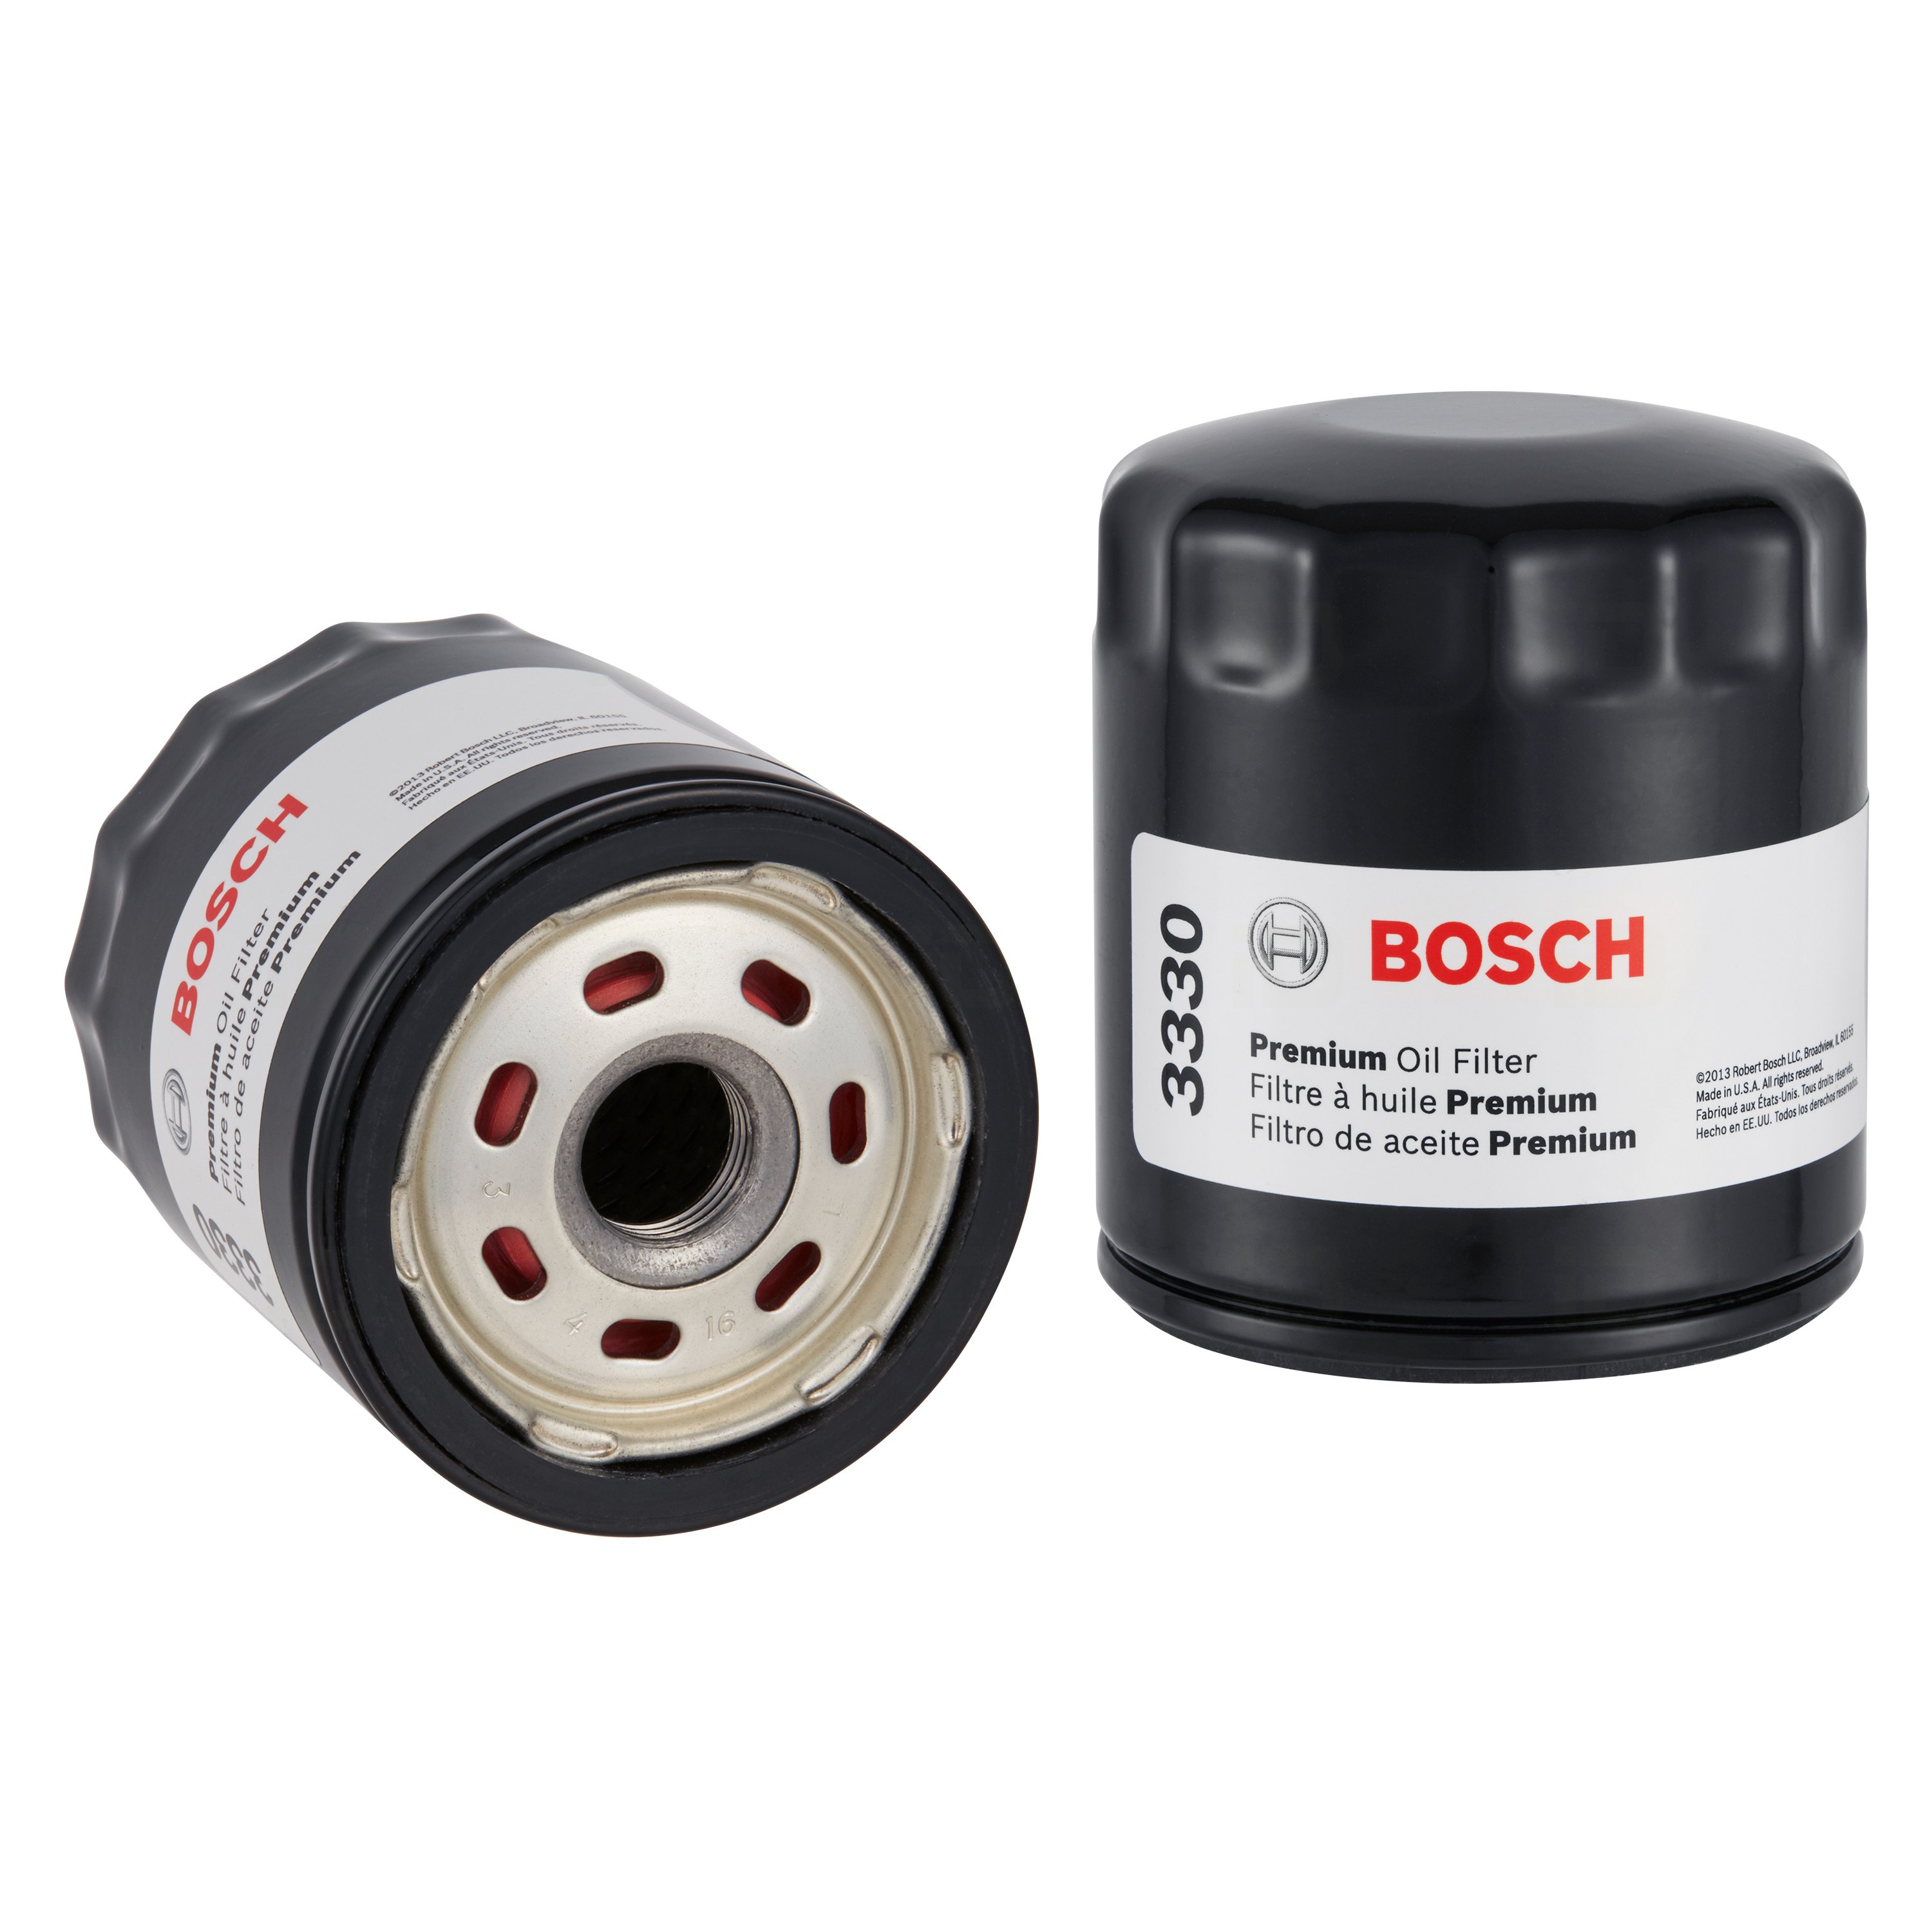 BOSCH
Premium Oil Filter
Filtre à huile Premium
Filtro de aceite Premium
©2013 Robert Bosch LLC, Broadview, IL 60155
Made in U.S.A. All rights reserved.
Fabriqué aux États-Unis. Tous droits réservés.
Hecho en EE.UU. Todos los derechos reservados.
3
4
16
3330
BOSCH
Premium Oil Filter
Filtre à huile Premium
Filtro de aceite Premium
©2013 Robert Bosch LLC, Broadview, IL 60155
Made in U.S.A. All rights reserved.
Fabriqué aux États-Unis. Tous droits réservés.
Hecho en EE.UU. Todos los derechos reservados.